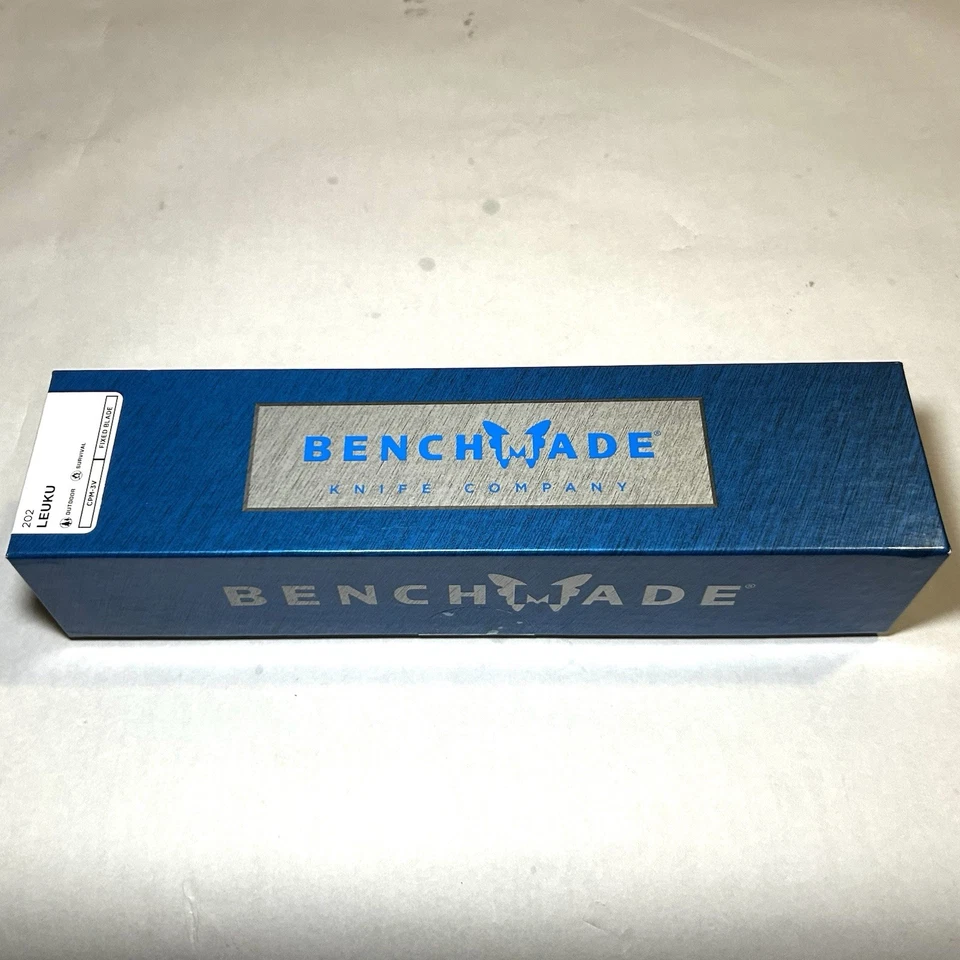 202
LEUKU
OUTDOOR SURVIVAL
CPM-3V FIXED BLADE
BENCHMADE®
KNIFE COMPANY
BENCHMADE®